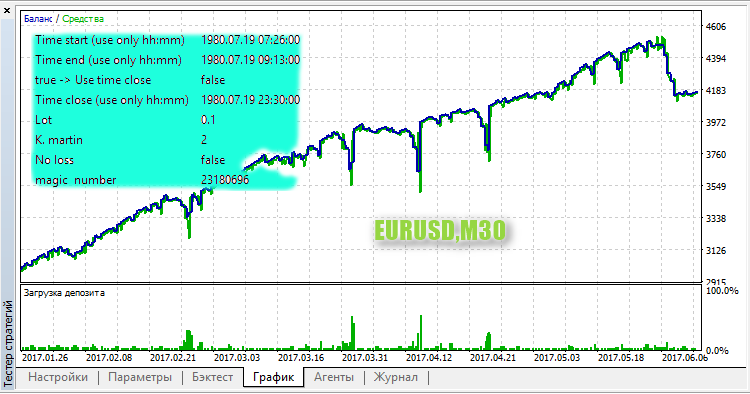 Баланс / Средства
Time start (use only hh:mm) 1980.07.19 07:26:00
Time end (use only hh:mm) 1980.07.19 09:13:00
true -> Use time close false
Time close (use only hh:mm) 1980.07.19 23:30:00
Lot 0.1
K. martin 2
No loss false
magic_number 23180696
4606
4394
4183
3972
3760
3549
3338
3126
2915
EURUSD,M30
Загрузка депозита
100.0%
0.0%
2017.01.26 2017.02.08 2017.02.21 2017.03.03 2017.03.16 2017.03.31 2017.04.12 2017.04.21 2017.05.03 2017.05.18 2017.06.06
Тестер стратегий
Настройки Параметры Бэктест График Агенты Журнал